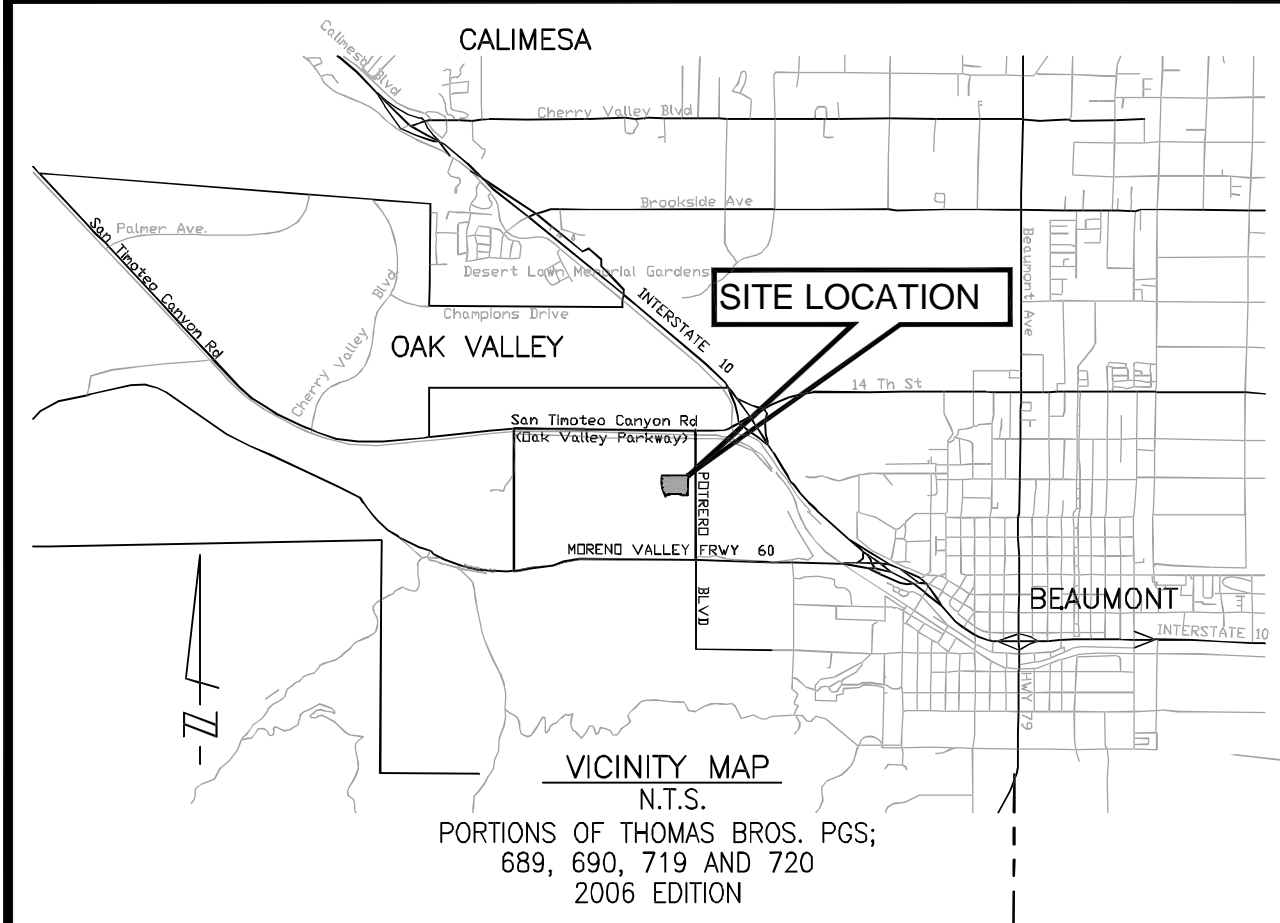 CALIMESA
Calimesa Blvd
Cherry Valley Blvd
Brookside Ave
Palmer Ave.
San Timoteo Canyon Rd
Cherry Valley Blvd
Desert Lawn Memorial Gardens
Champions Drive
Beaumont Ave
SITE LOCATION
INTERSTATE 10
OAK VALLEY
14 Th St
San Timoteo Canyon Rd
(Oak Valley Parkway)
POTRERO BLVD
MORENO VALLEY FRWY 60
BEAUMONT
INTERSTATE 10
HWY 79
N
VICINITY MAP
N.T.S.
PORTIONS OF THOMAS BROS. PGS;
689, 690, 719 AND 720
2006 EDITION